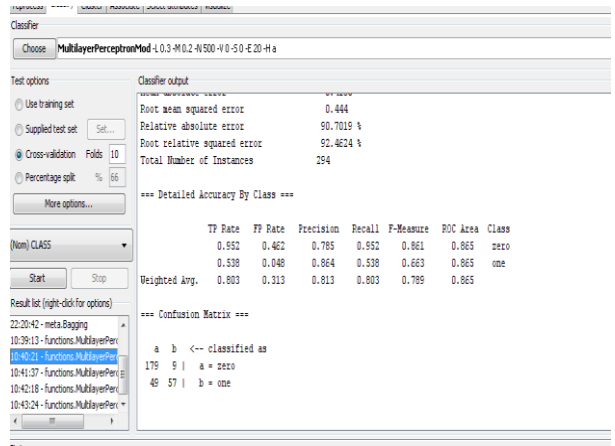 Classifier
Choose MultilayerPerceptronMod -L 0.3 -M 0.2 -N 500 -V 0 -S 0 -E 20 -H a
Test options
Use training set
Supplied test set Set...
Cross-validation Folds 10
Percentage split % 66
More options...
(Nom) CLASS
Start Stop
Result list (right-click for options)
22:20:42 - meta.Bagging
10:39:13 - functions.MultilayerPerc
10:40:21 - functions.MultilayerPerc
10:41:37 - functions.MultilayerPerc
10:42:18 - functions.MultilayerPerc
10:43:24 - functions.MultilayerPerc
Classifier output
Root mean squared error 0.444
Relative absolute error 90.7019 %
Root relative squared error 92.4624 %
Total Number of Instances 294
=== Detailed Accuracy By Class ===
TP Rate FP Rate Precision Recall F-Measure ROC Area Class
0.952 0.462 0.785 0.952 0.861 0.865 zero
0.538 0.048 0.864 0.538 0.663 0.865 one
Weighted Avg. 0.803 0.313 0.813 0.803 0.789 0.865
=== Confusion Matrix ===
a b <-- classified as
179 9 | a = zero
49 57 | b = one